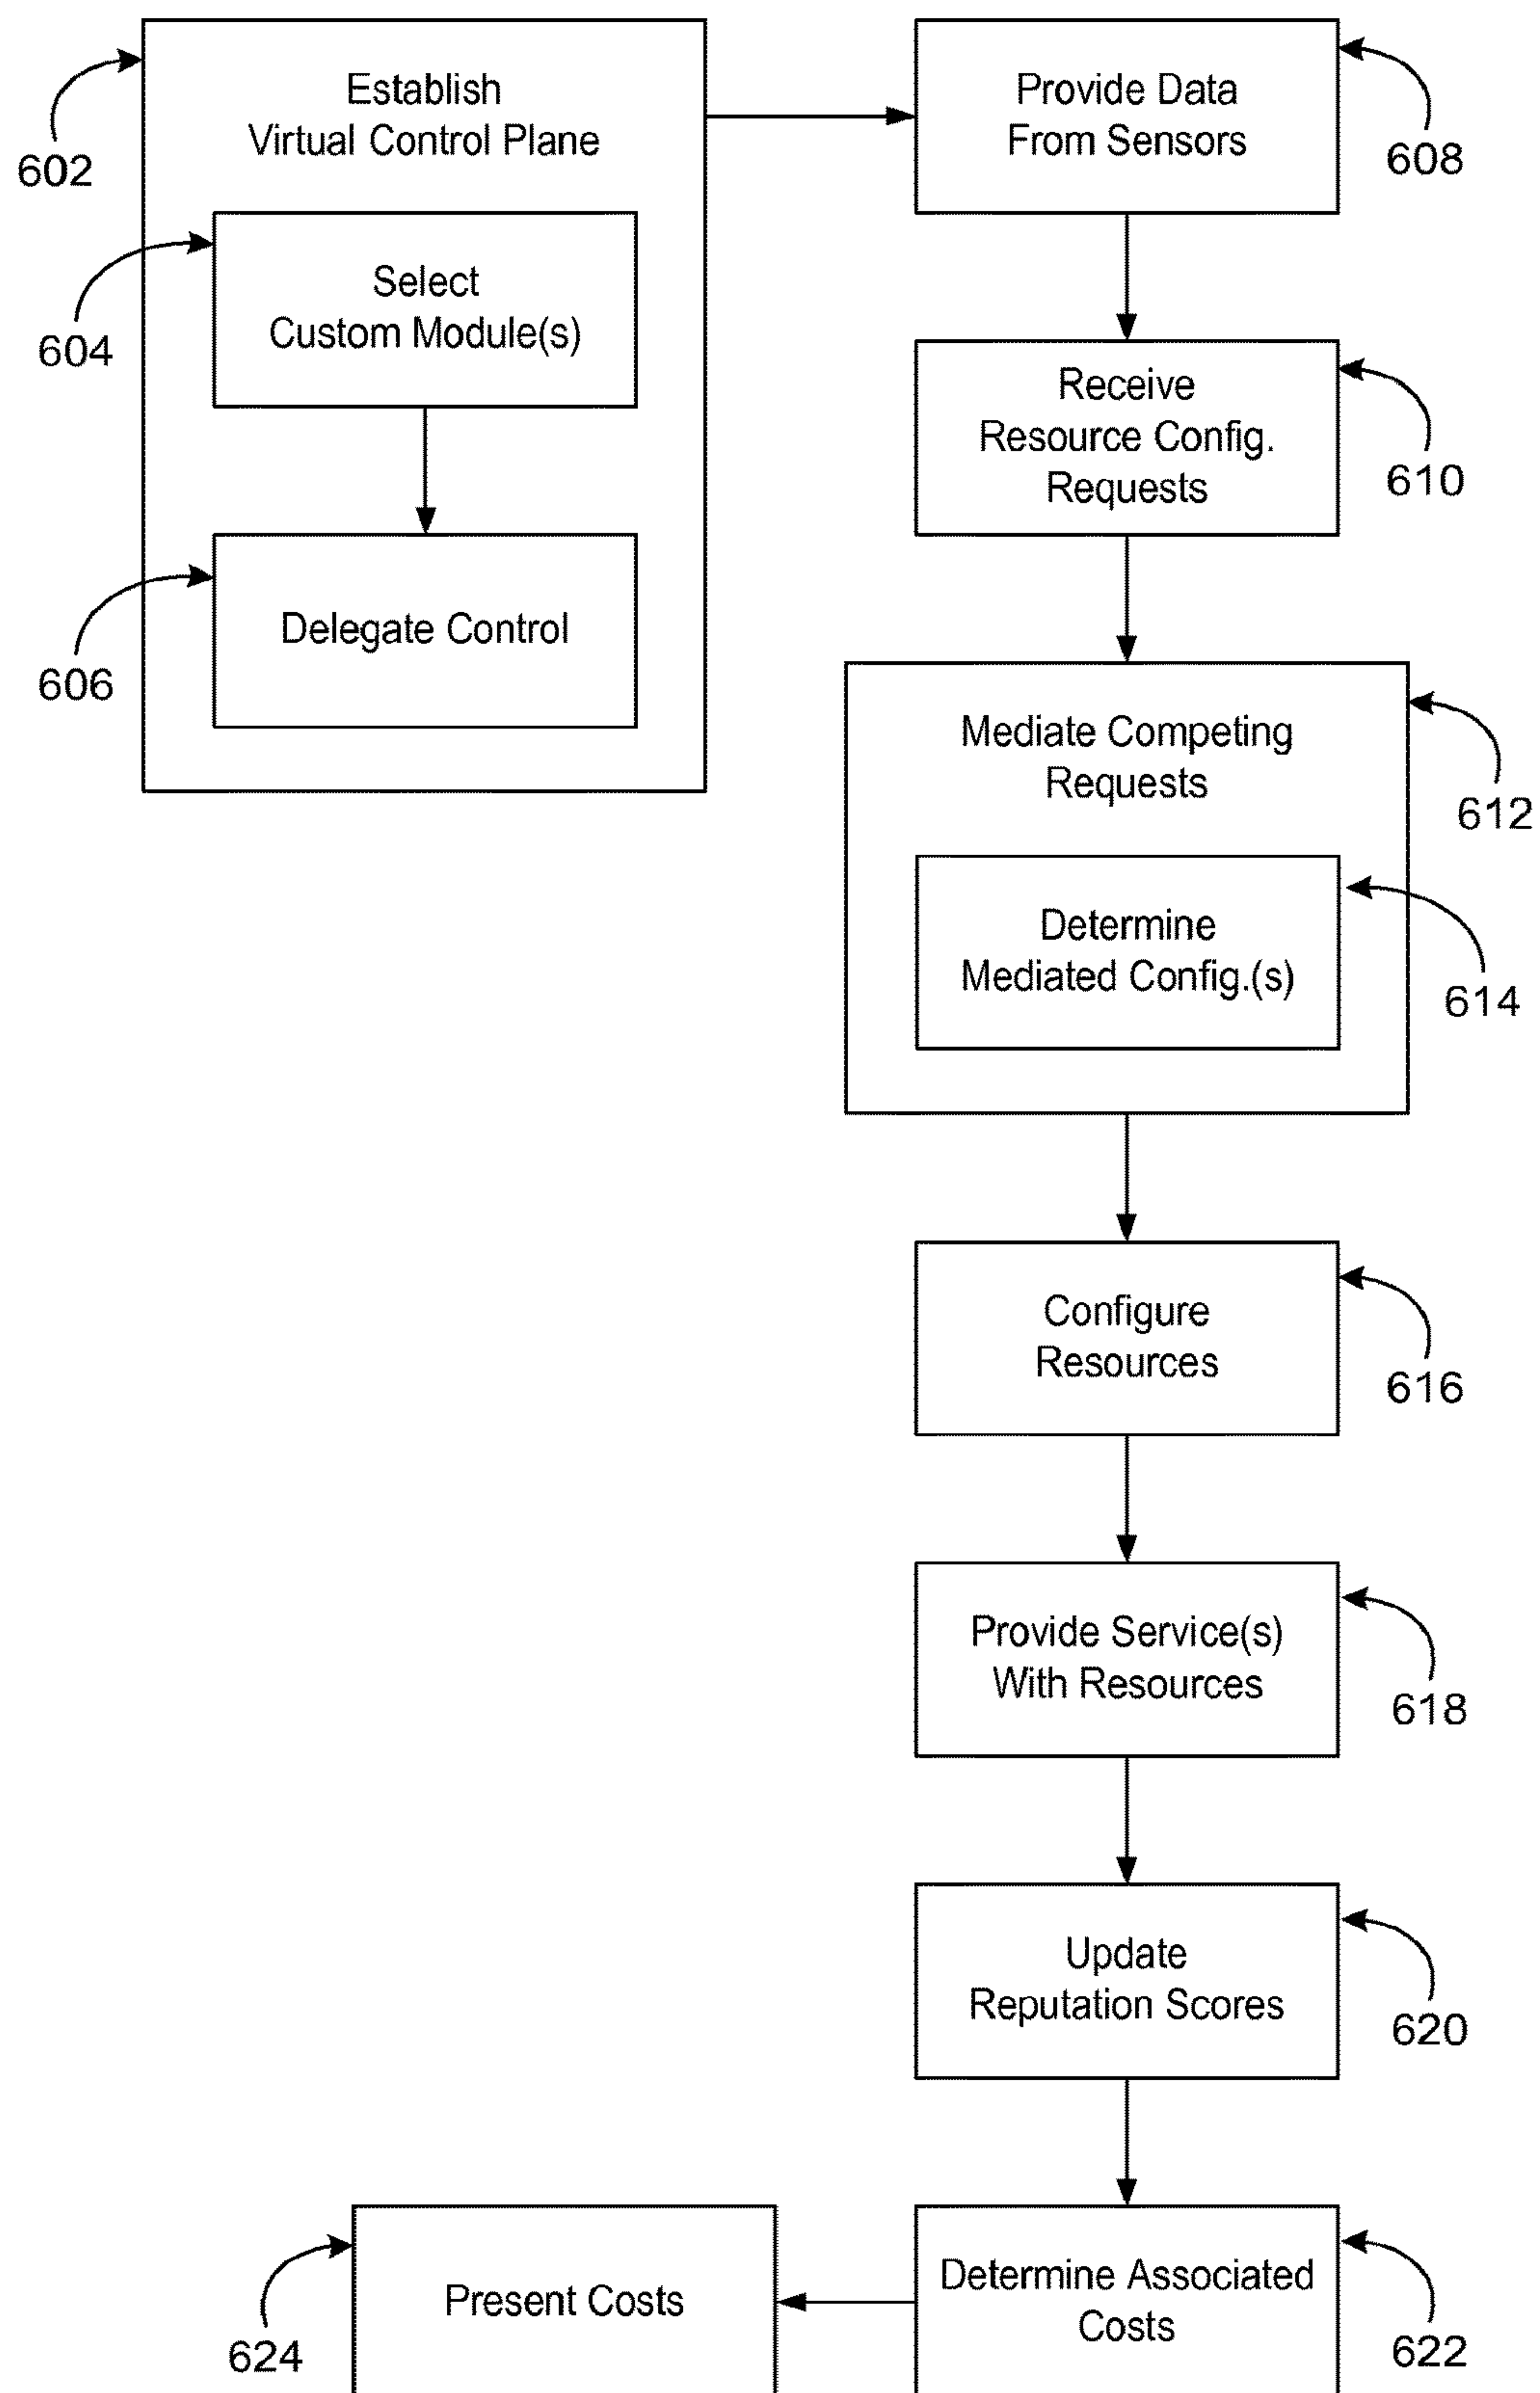 Establish
Virtual Control Plane
602
Select
Custom Module(s)
604
Delegate Control
606
Provide Data
From Sensors
608
Receive
Resource Config.
Requests
610
Mediate Competing
Requests
612
Determine
Mediated Config.(s)
614
Configure
Resources
616
Provide Service(s)
With Resources
618
Update
Reputation Scores
620
Determine Associated
Costs
622
Present Costs
624